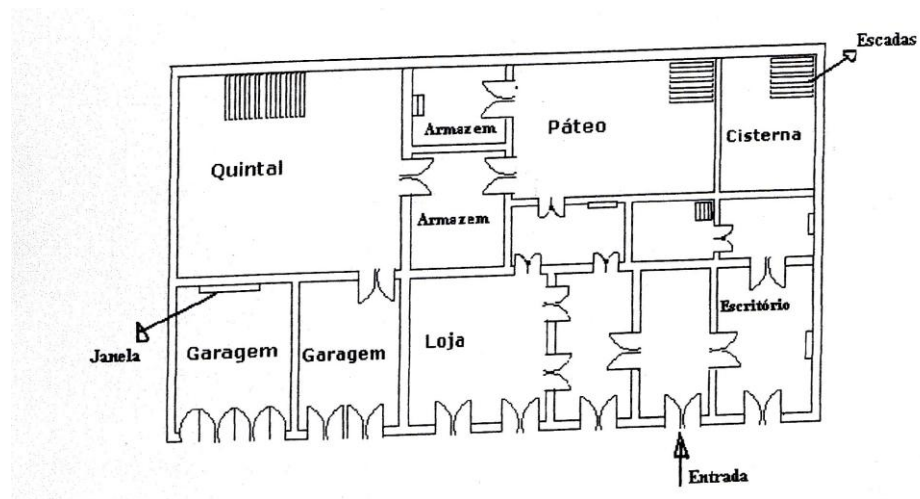 Escadas
Armazem
Páteo
Cisterna
Quintal
Armazem
Escritório
Janela
Garagem
Garagem
Loja
Entrada